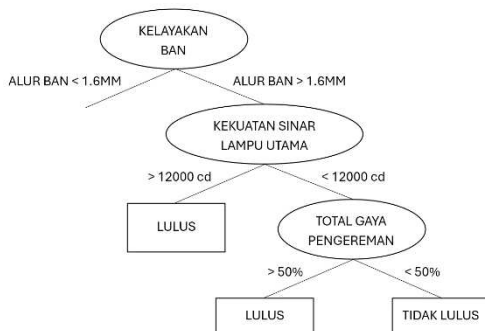 KELAYAKAN
BAN
ALUR BAN < 1.6MM
ALUR BAN > 1.6MM
KEKUATAN SINAR
LAMPU UTAMA
> 12000 cd
< 12000 cd
LULUS
TOTAL GAYA
PENGEREMAN
> 50%
< 50%
LULUS
TIDAK LULUS